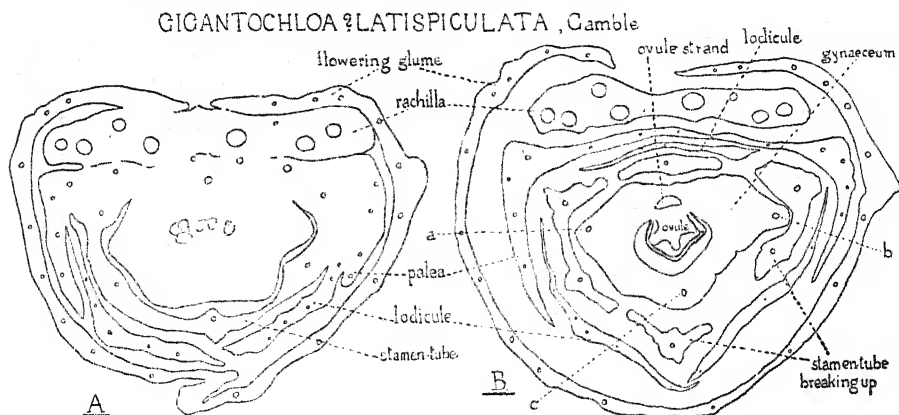 GIGANTOCHLOA ? LATISPICULATA, Gamble
ovule strand
lodicule
flowering glume
gynaeceum
rachilla
ovule
a
b
palea
lodicule
stamen-tube
stamen-tube
breaking up
A
B
c